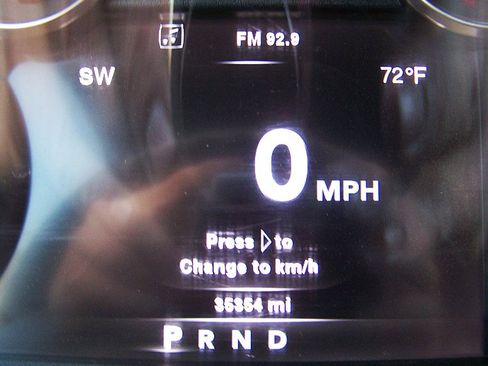 FM 92.9
SW 72°F
0 MPH
Press ▷ to
Change to km/h
35354 mi
P R N D